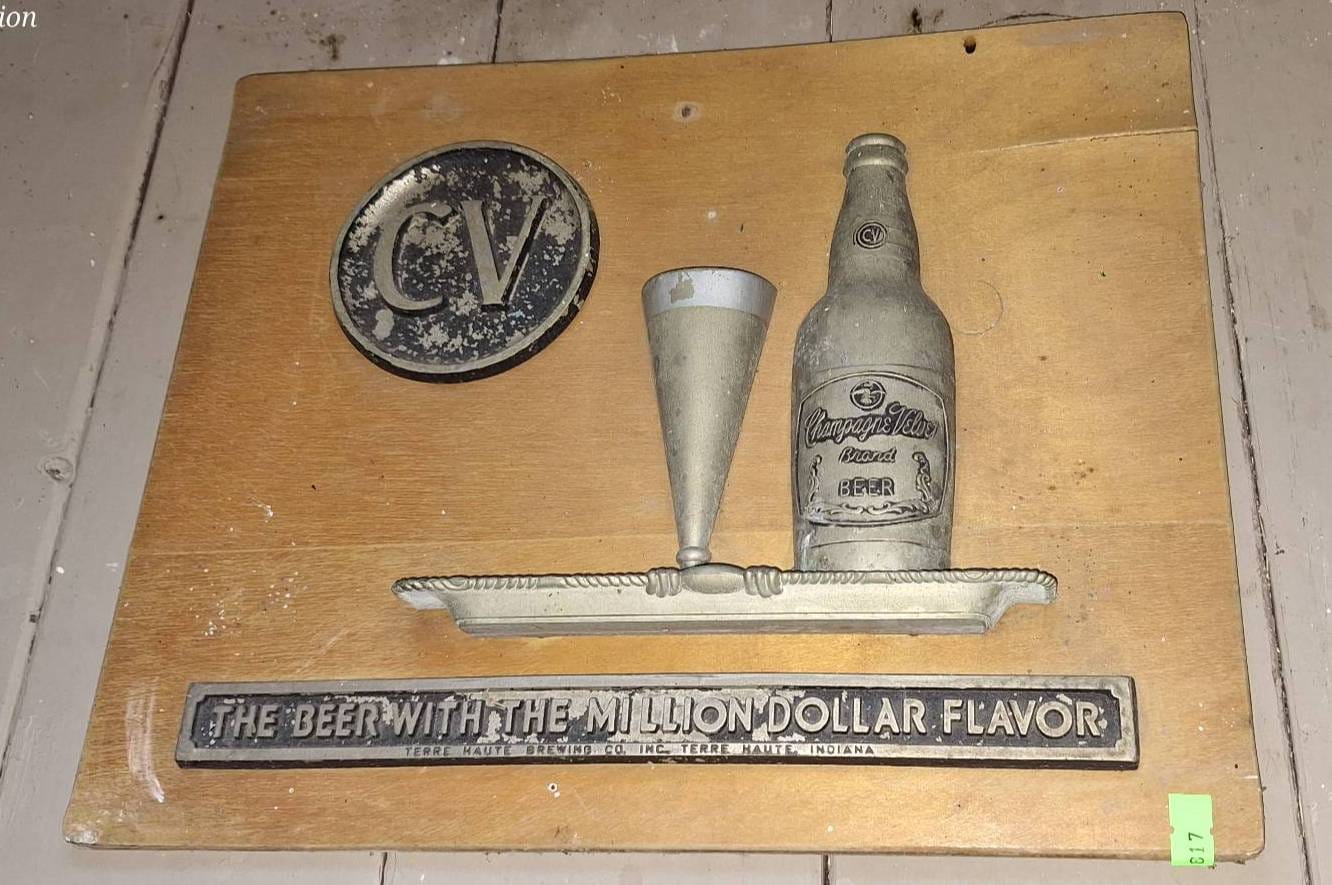 ion
CV
CV
Champagne Velvet
Brand
BEER
THE BEER WITH THE MILLION DOLLAR FLAVOR
TERRE HAUTE BREWING CO. INC. TERRE HAUTE, INDIANA
617